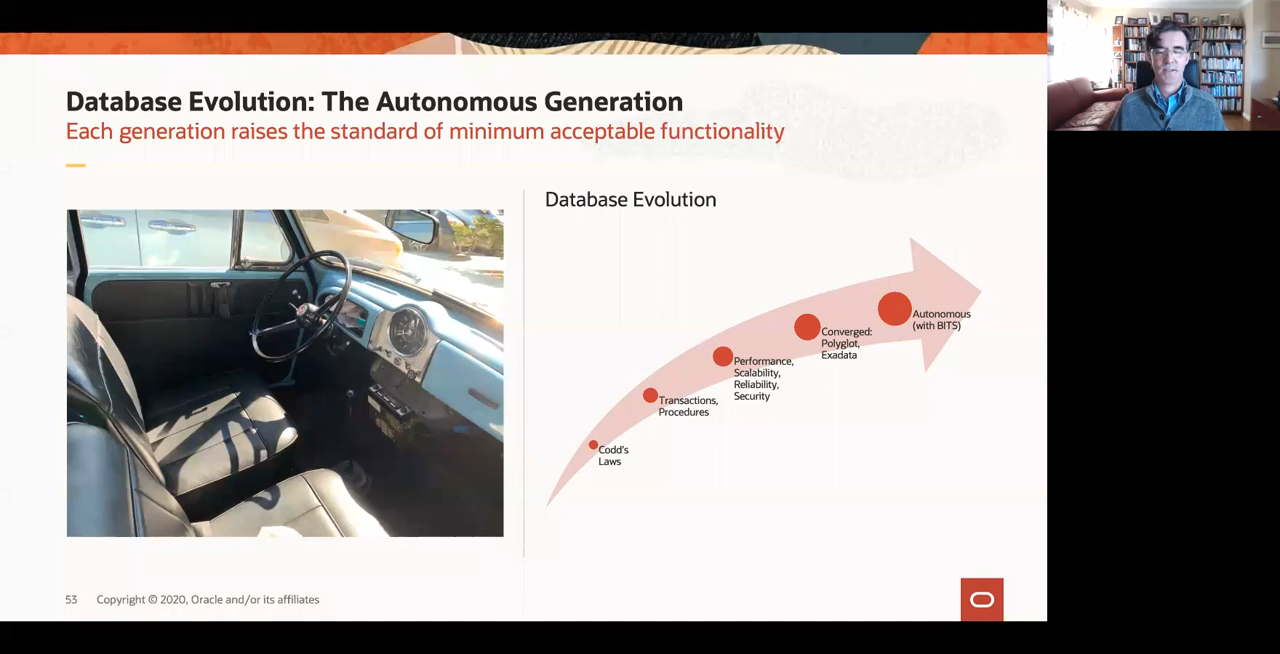 Database Evolution: The Autonomous Generation
Each generation raises the standard of minimum acceptable functionality
Database Evolution
Autonomous
(with BITS)
Converged:
Polyglot,
Exadata
Performance,
Scalability,
Reliability,
Security
Transactions,
Procedures
Codd's
Laws
53 Copyright © 2020, Oracle and/or its affiliates